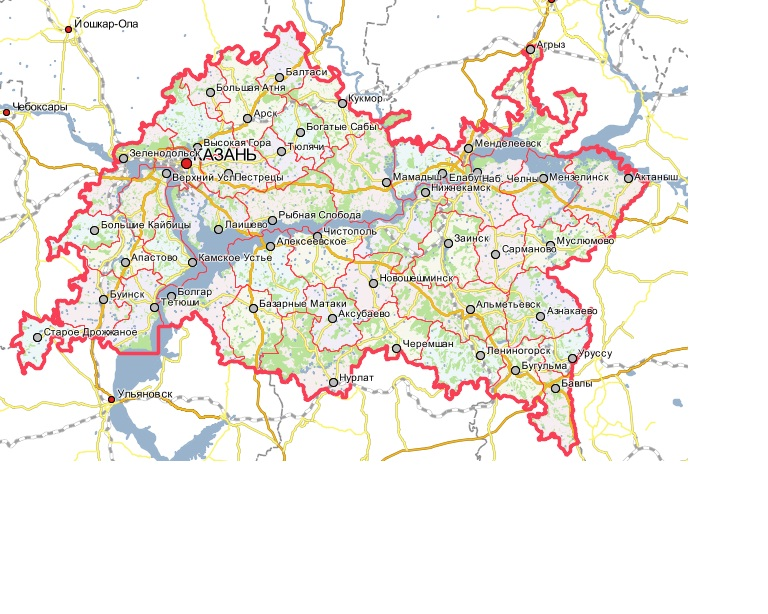 Йошкар-Ола
Агрыз
Балтаси
Большая Атня
Кукмор
Чебоксары
Арск
Богатые Сабы
Высокая Гора
Тюлячи
Менделеевск
Зеленодольск
КАЗАНЬ
Верхний Усл
Пестрецы
Мамадыш
Елабуг
Наб. Челны
Мензелинск
Актаныш
Нижнекамск
Рыбная Слобода
Большие Кайбицы
Лаишево
Чистополь
Алексеевское
Заинск
Сарманово
Муслюмово
Апастово
Камское Устье
Новошешминск
Буинск
Болгар
Тетюши
Базарные Матаки
Аксубаево
Альметьевск
Азнакаево
Старое Дрожжаное
Черемшан
Лениногорск
Уруссу
Бугульма
Нурлат
Бавлы
Ульяновск